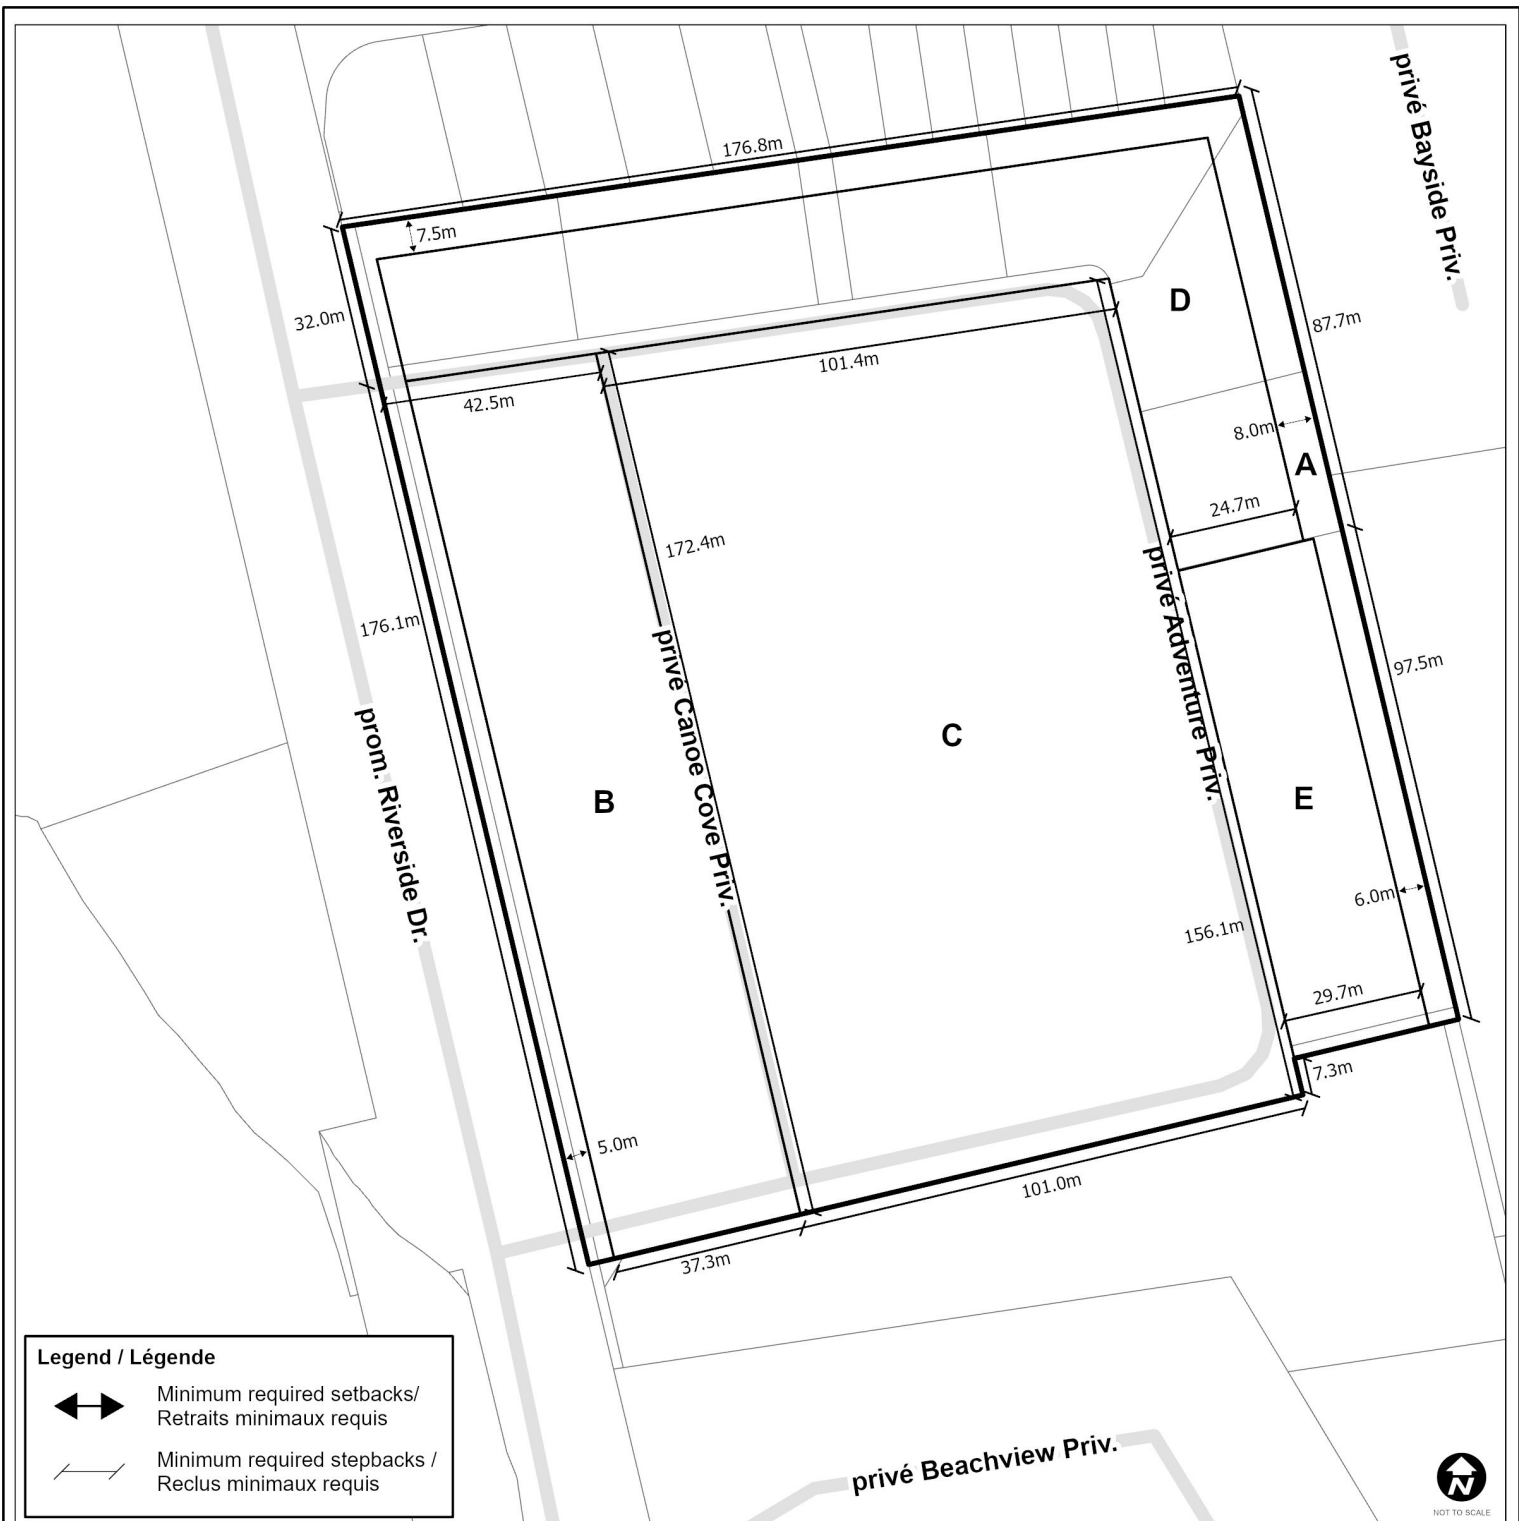 privé Bayside Priv.
176.8m
7.5m
32.0m
D
87.7m
101.4m
42.5m
8.0m
A
24.7m
172.4m
privé Adventure Priv.
176.1m
privé Canoe Cove Priv.
97.5m
prom. Riverside Dr.
C
B
E
6.0m
156.1m
29.7m
7.3m
5.0m
101.0m
37.3m
Legend / Légende
Minimum required setbacks/
Retraits minimaux requis
Minimum required stepbacks /
Reclus minimaux requis
privé Beachview Priv.
N
NOT TO SCALE